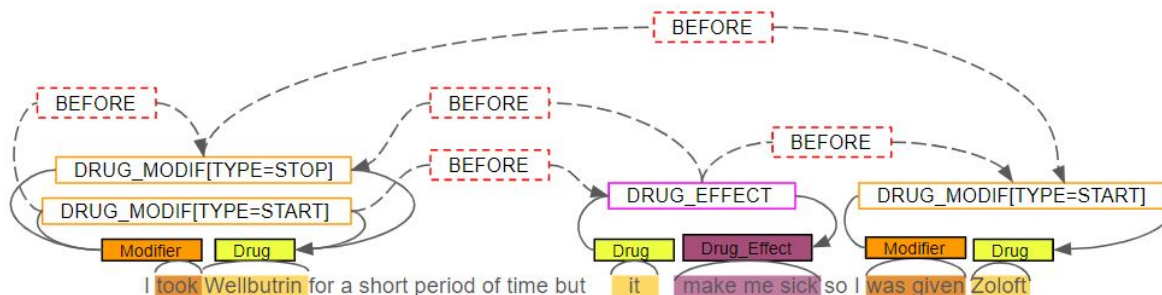 BEFORE
BEFORE BEFORE
BEFORE
DRUG_MODIF[TYPE=STOP] BEFORE
DRUG_MODIF[TYPE=START] DRUG_EFFECT DRUG_MODIF[TYPE=START]
Modifier Drug Drug Drug_Effect Modifier Drug
I took Wellbutrin for a short period of time but it make me sick so I was given Zoloft